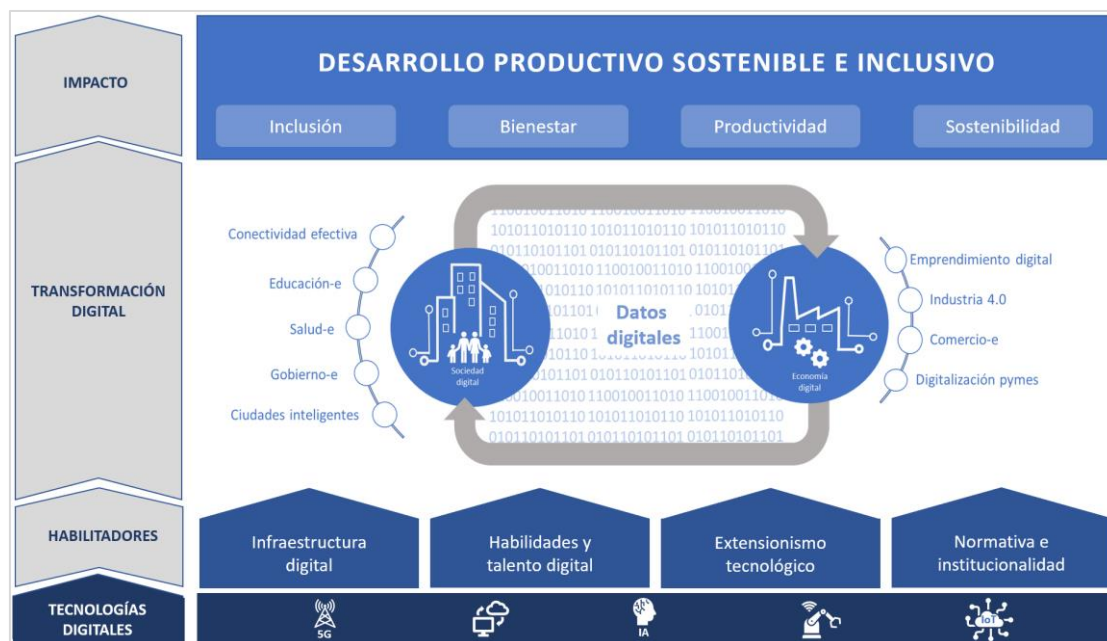 IMPACTO
DESARROLLO PRODUCTIVO SOSTENIBLE E INCLUSIVO
Inclusión
Bienestar
Productividad
Sostenibilidad
TRANSFORMACIÓN
DIGITAL
Conectividad efectiva
Educación-e
Salud-e
Gobierno-e
Ciudades inteligentes
Sociedad
digital
Datos
digitales
Economía
digital
Emprendimiento digital
Industria 4.0
Comercio-e
Digitalización pymes
HABILITADORES
Infraestructura
digital
Habilidades y
talento digital
Extensionismo
tecnológico
Normativa e
institucionalidad
TECNOLOGÍAS
DIGITALES
5G
IA
IoT